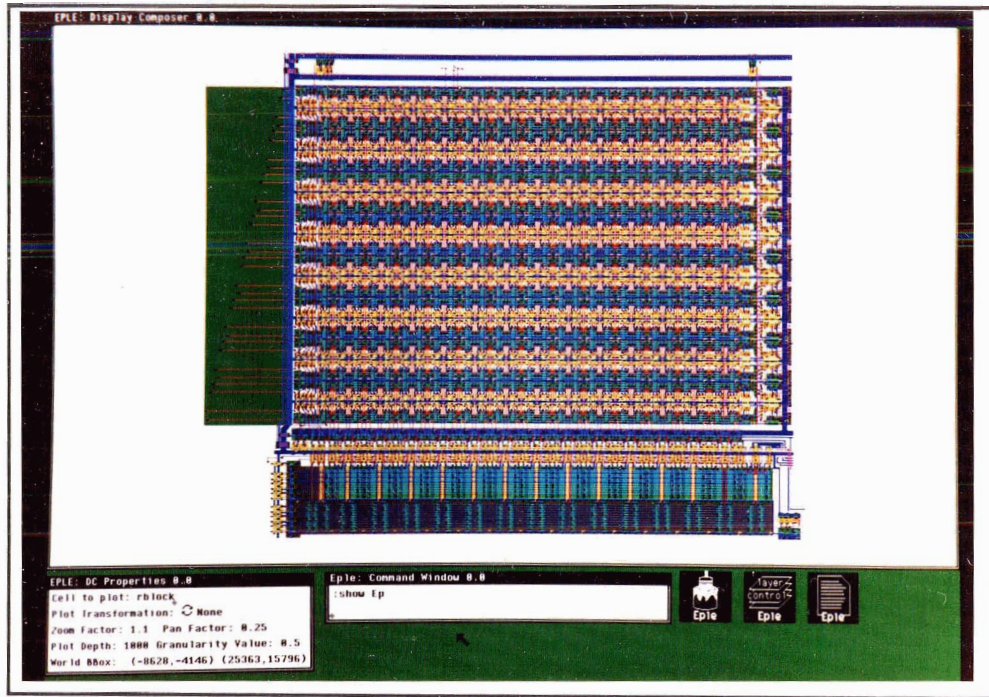 EPLE: Display Composer 0.0
EPLE: DC Properties 0.0
Cell to plot: rblock
Plot Transformation: None
Zoom Factor: 1.1 Pan Factor: 0.25
Plot Depth: 1000 Granularity Value: 0.5
World BBox: (-8628,-4146) (25363,15796)
Eple: Command Window 0.0
:show Ep
Eple
layer
control
Eple
Eple